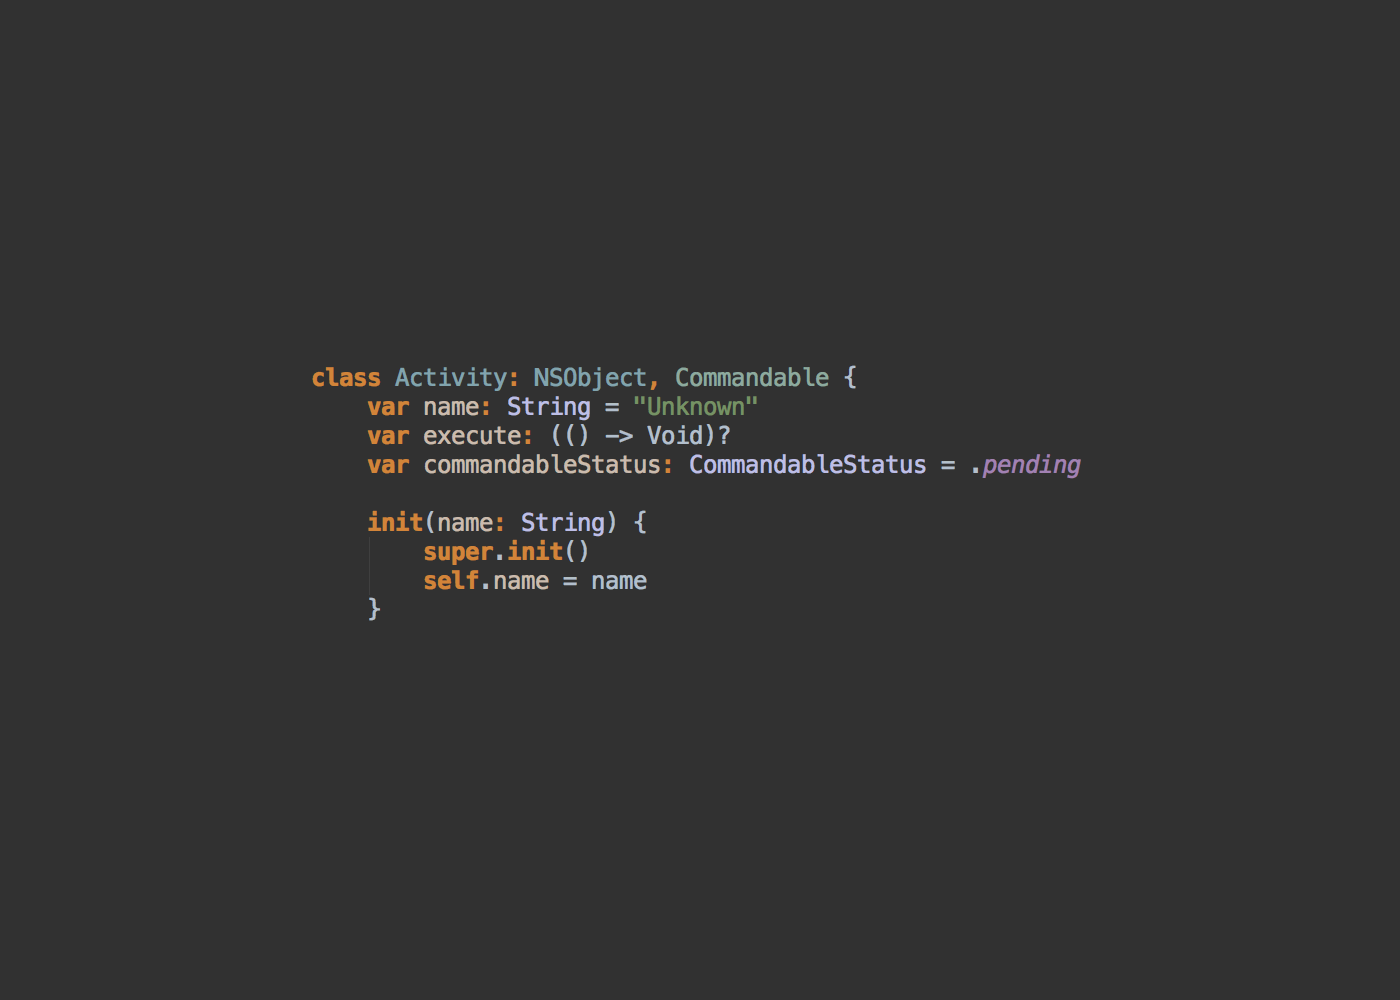 class Activity: NSObject, Commandable {
    var name: String = "Unknown"
    var execute: (() -> Void)?
    var commandableStatus: CommandableStatus = .pending

    init(name: String) {
        super.init()
        self.name = name
    }